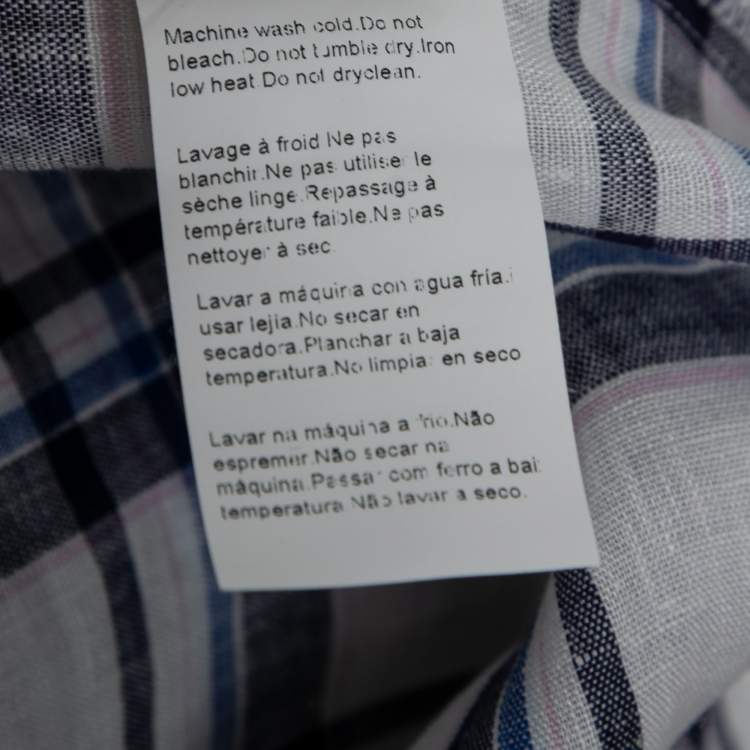 Machine wash cold.Do not
bleach.Do not tumble dry.Iron
low heat.Do not dryclean.
Lavage à froid.Ne pas
blanchir.Ne pas utiliser le
sèche linge.Repassage à
température faible.Ne pas
nettoyer à sec.
Lavar a máquina con agua fría.
usar lejia.No secar en
secadora.Planchar a baja
temperatura.No limpiar en seco
Lavar na máquina a frio.Não
espremer.Não secar na
máquina.Passar com ferro a bai
temperatura.Não lavar a seco.